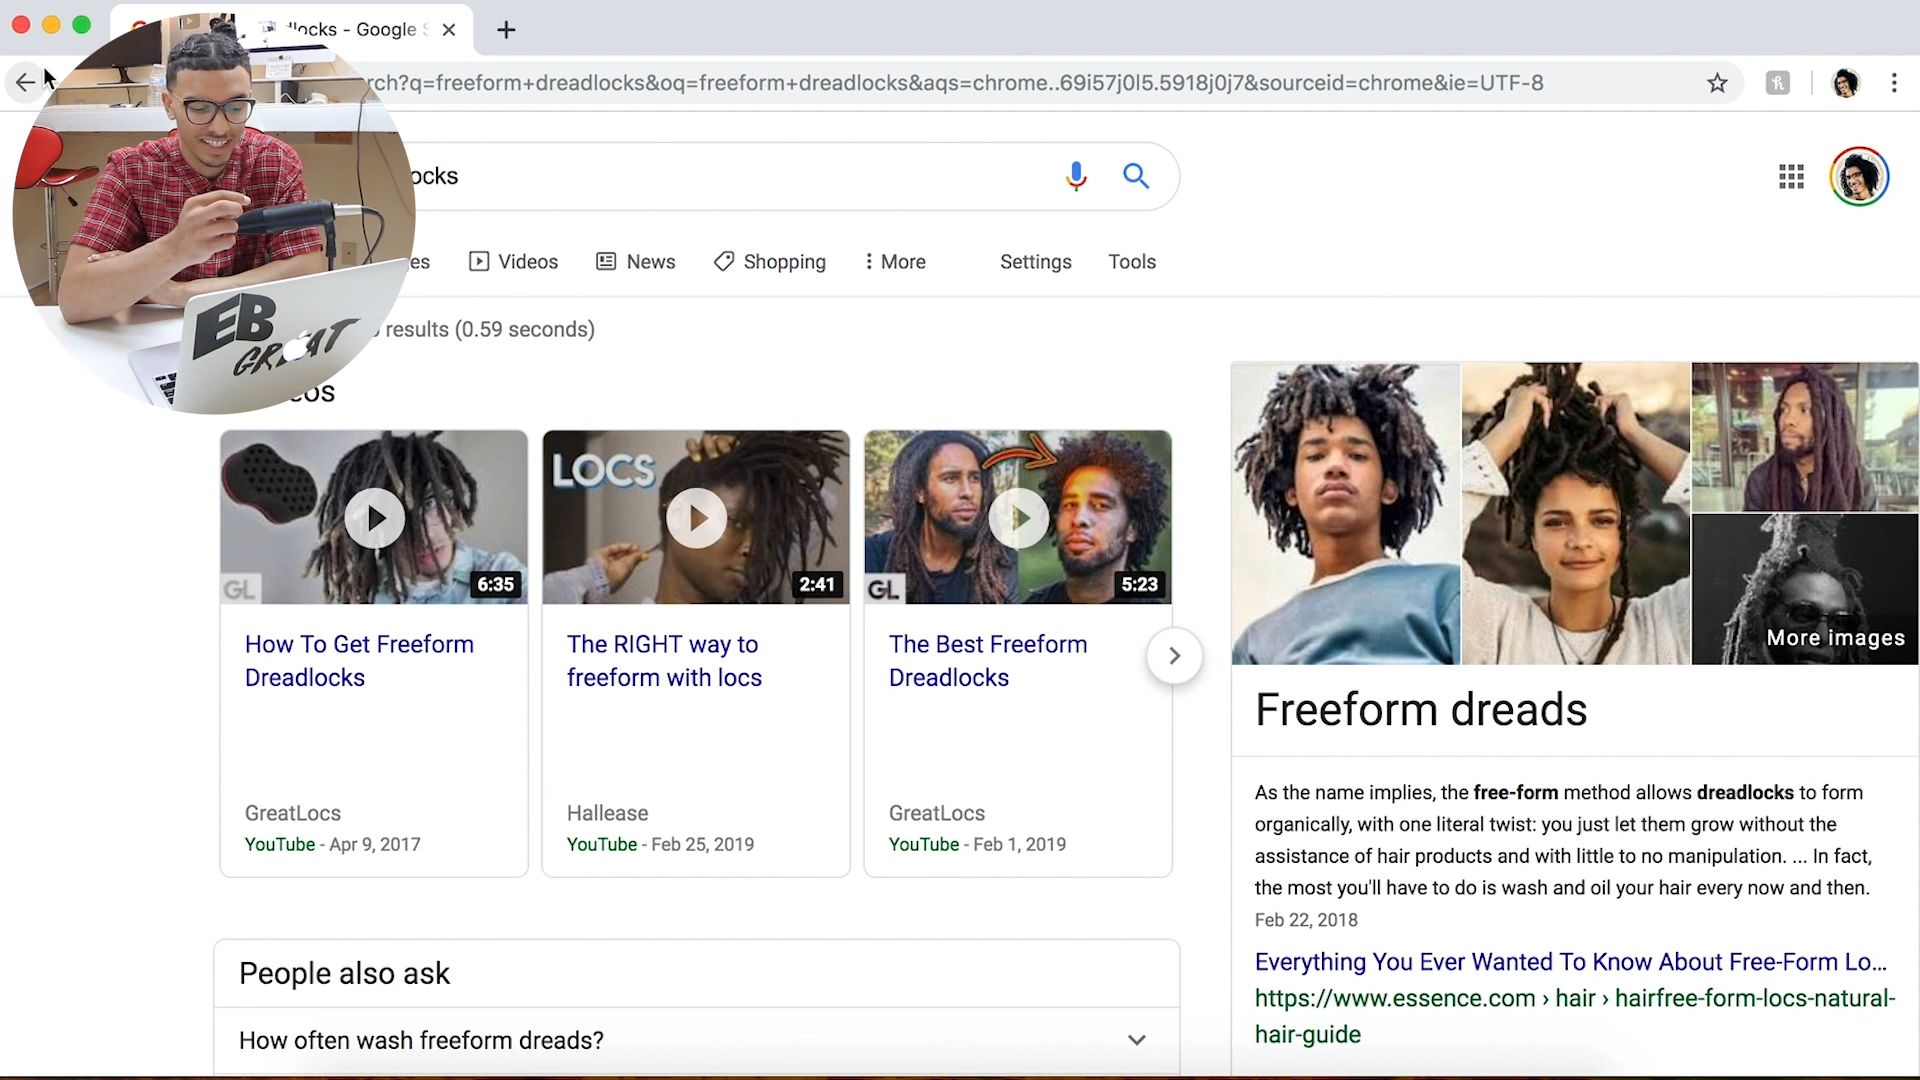 locks - Google S
rch?q=freeform+dreadlocks&oq=freeform+dreadlocks&aqs=chrome..69i57j0l5.5918j0j7&sourceid=chrome&ie=UTF-8
ocks
es
Videos
News
Shopping
More
Settings
Tools
EB
GREAT
results (0.59 seconds)
eos
LOCS
GL
6:35
2:41
GL
5:23
More images
How To Get Freeform
Dreadlocks
The RIGHT way to
freeform with locs
The Best Freeform
Dreadlocks
GreatLocs
YouTube - Apr 9, 2017
Hallease
YouTube - Feb 25, 2019
GreatLocs
YouTube - Feb 1, 2019
Freeform dreads
As the name implies, the free-form method allows dreadlocks to form
organically, with one literal twist: you just let them grow without the
assistance of hair products and with little to no manipulation. ... In fact,
the most you'll have to do is wash and oil your hair every now and then.
Feb 22, 2018
Everything You Ever Wanted To Know About Free-Form Lo...
https://www.essence.com › hair › hairfree-form-locs-natural-
hair-guide
People also ask
How often wash freeform dreads?